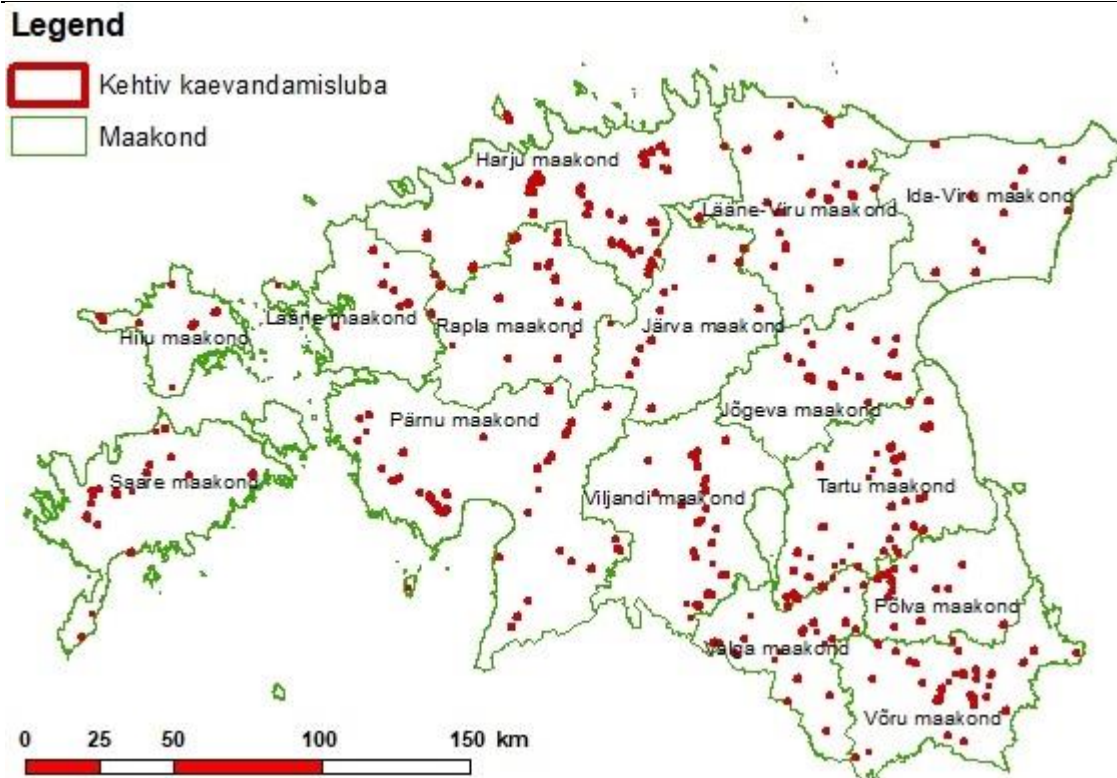 Legend
Kehtiv kaevandamisluba
Maakond
Harju maakond
Lääne-Viru maakond
Ida-Viru maakond
Hiiu maakond
Lääne maakond
Rapla maakond
Järva maakond
Jõgeva maakond
Pärnu maakond
Saare maakond
Viljandi maakond
Tartu maakond
Põlva maakond
Valga maakond
Võru maakond
0 25 50 100 150 km